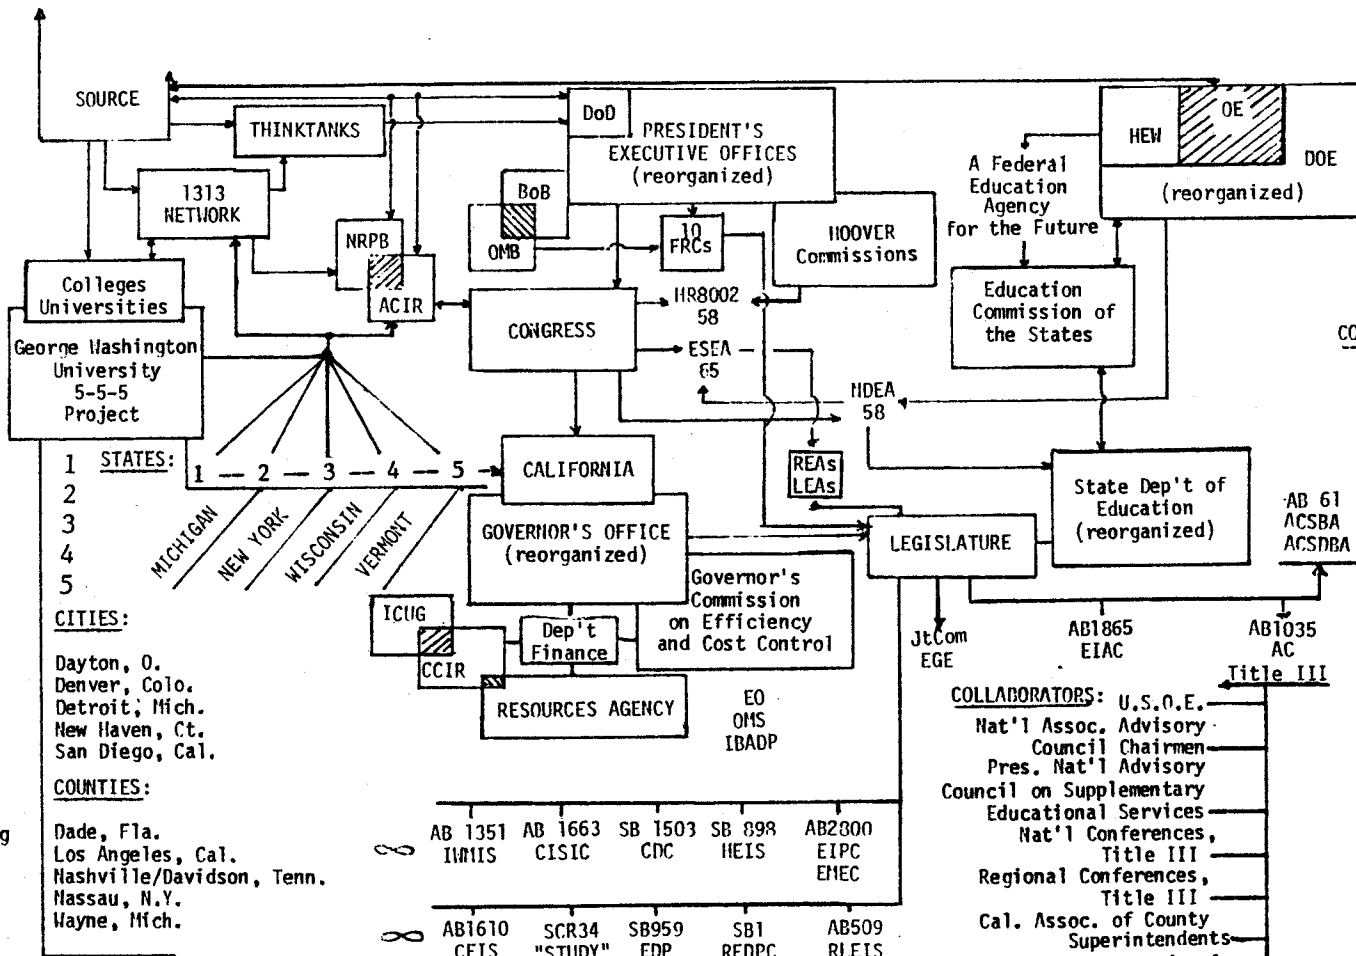 SOURCE
THINKTANKS
1313
NETWORK
DoD
PRESIDENT'S
EXECUTIVE OFFICES
(reorganized)
BoB
OMB
10
FRCs
HOOVER
Commissions
NRPB
ACIR
HEW
OE
DOE
(reorganized)
A Federal
Education
Agency
for the Future
Education
Commission of
the States
Colleges
Universities
George Washington
University
5-5-5
Project
CONGRESS
HR8002
58
ESEA
65
NDEA
58
REAs
LEAs
State Dep't of
Education
(reorganized)
CO
AB 61
ACSBA
ACSDBA
1
2
3
4
5
STATES:
1 — 2 — 3 — 4 — 5
MICHIGAN
NEW YORK
WISCONSIN
VERMONT
CALIFORNIA
GOVERNOR'S OFFICE
(reorganized)
LEGISLATURE
Governor's
Commission
on Efficiency
and Cost Control
ICUG
CCIR
Dep't
Finance
RESOURCES AGENCY
EO
OMS
IBADP
JtCom
EGE
AB1865
EIAC
AB1035
AC
Title III
CITIES:
Dayton, O.
Denver, Colo.
Detroit, Mich.
New Haven, Ct.
San Diego, Cal.
COUNTIES:
Dade, Fla.
Los Angeles, Cal.
Nashville/Davidson, Tenn.
Nassau, N.Y.
Wayne, Mich.
g
AB 1351
IWMIS
AB 1663
CISIC
SB 1503
CDC
SB 898
HEIS
AB2800
EIPC
EMEC
AB1610
CEIS
SCR34
"STUDY"
SB959
EDP
SB1
REDPC
AB509
RLEIS
COLLABORATORS:
U.S.O.E.
Nat'l Assoc. Advisory
Council Chairmen
Pres. Nat'l Advisory
Council on Supplementary
Educational Services
Nat'l Conferences,
Title III
Regional Conferences,
Title III
Cal. Assoc. of County
Superintendents